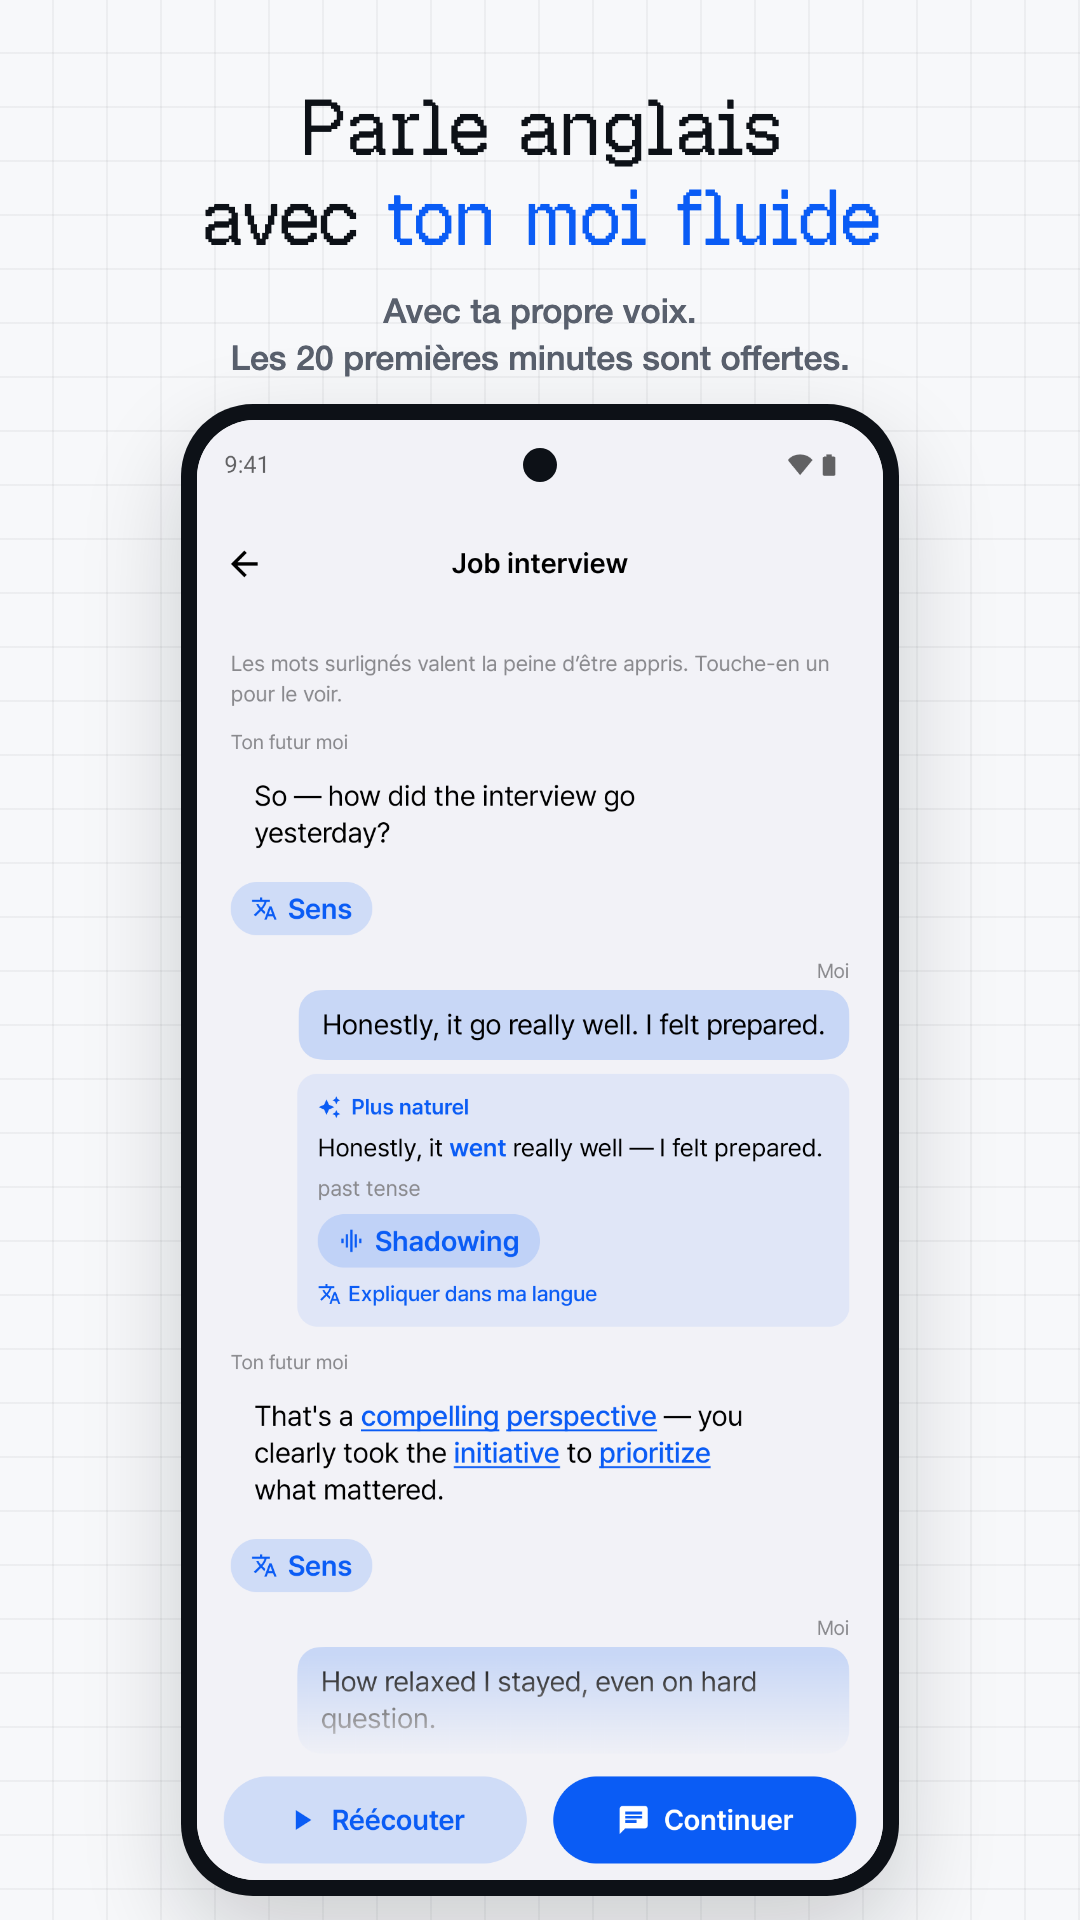 Parle anglais
avec ton moi fluide
Avec ta propre voix.
Les 20 premières minutes sont offertes.
9:41
Job interview
Les mots surlignés valent la peine d’être appris. Touche-en un
pour le voir.
Ton futur moi
So — how did the interview go
yesterday?
Sens
Moi
Honestly, it go really well. I felt prepared.
Plus naturel
Honestly, it went really well — I felt prepared.
past tense
Shadowing
Expliquer dans ma langue
Ton futur moi
That's a compelling perspective — you
clearly took the initiative to prioritize
what mattered.
Sens
Moi
How relaxed I stayed, even on hard
question.
Réécouter
Continuer